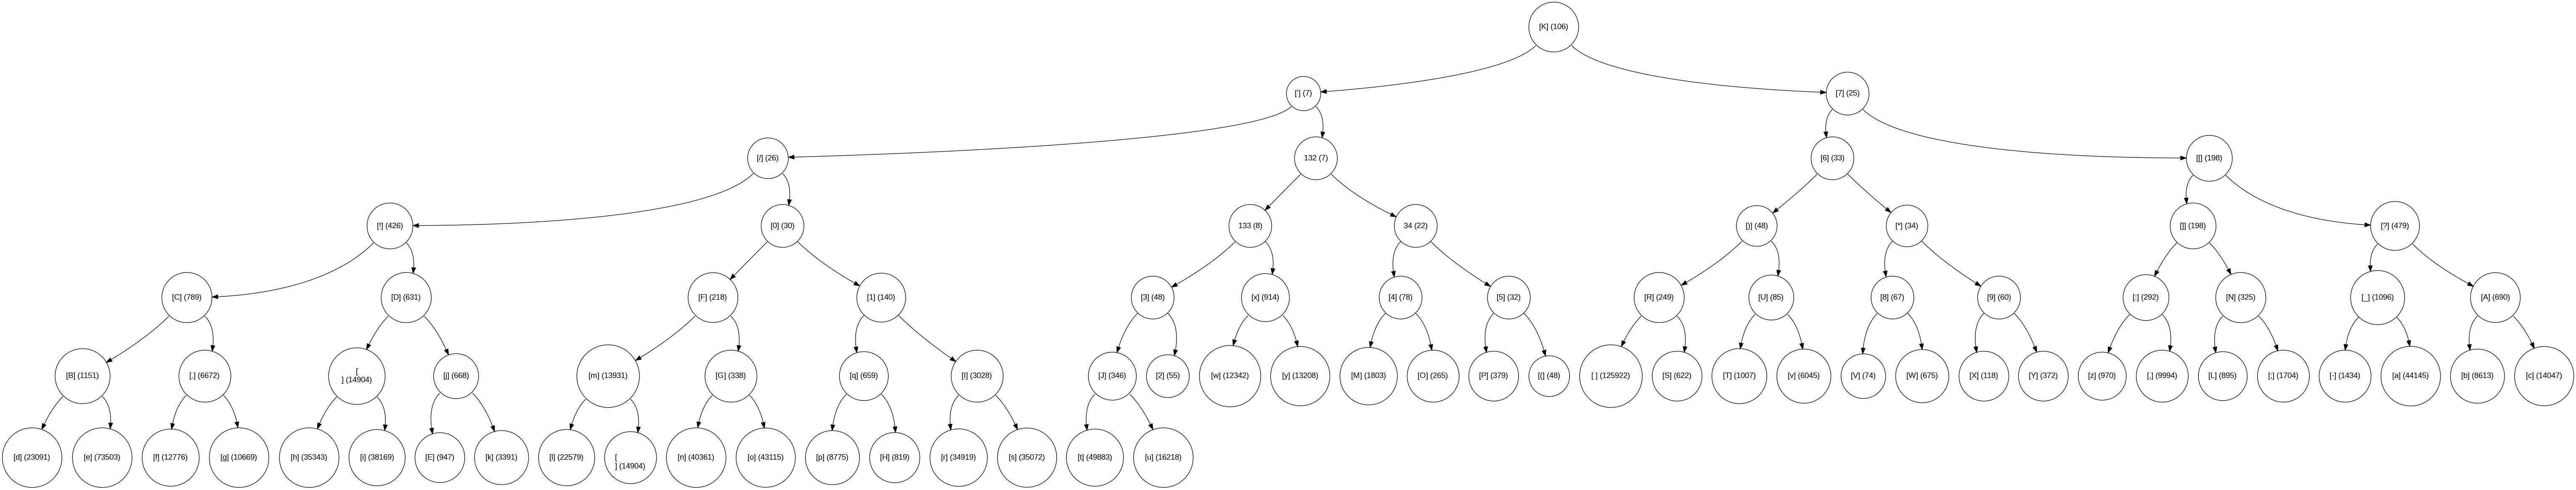 [K] (106)
['] (7)
[7] (25)
[/] (26)
132 (7)
[6] (33)
[[] (198)
[!] (426)
[0] (30)
133 (8)
34 (22)
[)] (48)
[*] (34)
[]] (198)
[?] (479)
[C] (789)
[D] (631)
[F] (218)
[1] (140)
[3] (48)
[x] (914)
[4] (78)
[5] (32)
[R] (249)
[U] (85)
[8] (67)
[9] (60)
[:] (292)
[N] (325)
[_] (1096)
[A] (690)
[B] (1151)
[.] (6672)
[
] (14904)
[j] (668)
[m] (13931)
[G] (338)
[q] (659)
[I] (3028)
[J] (346)
[2] (55)
[w] (12342)
[y] (13208)
[M] (1803)
[O] (265)
[P] (379)
[(] (48)
[ ] (125922)
[S] (622)
[T] (1007)
[v] (6045)
[V] (74)
[W] (675)
[X] (118)
[Y] (372)
[z] (970)
[,] (9994)
[L] (895)
[;] (1704)
[-] (1434)
[a] (44145)
[b] (8613)
[c] (14047)
[d] (23091)
[e] (73503)
[f] (12776)
[g] (10669)
[h] (35343)
[i] (38169)
[E] (947)
[k] (3391)
[l] (22579)
[
] (14904)
[n] (40361)
[o] (43115)
[p] (8775)
[H] (819)
[r] (34919)
[s] (35072)
[t] (49883)
[u] (16218)